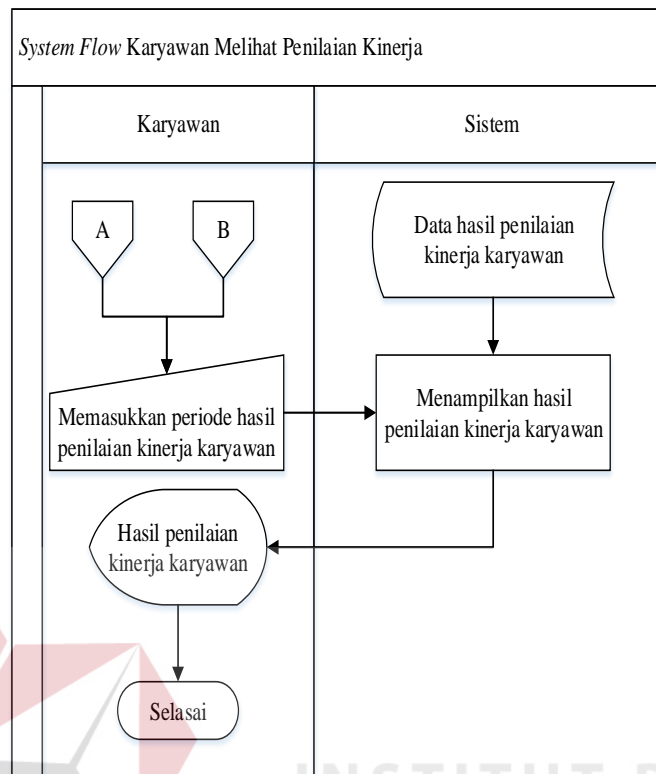 System Flow Karyawan Melihat Penilaian Kinerja
Karyawan
Sistem
A
B
Data hasil penilaian
kinerja karyawan
Memasukkan periode hasil
penilaian kinerja karyawan
Menampilkan hasil
penilaian kinerja karyawan
Hasil penilaian
kinerja karyawan
Selasai